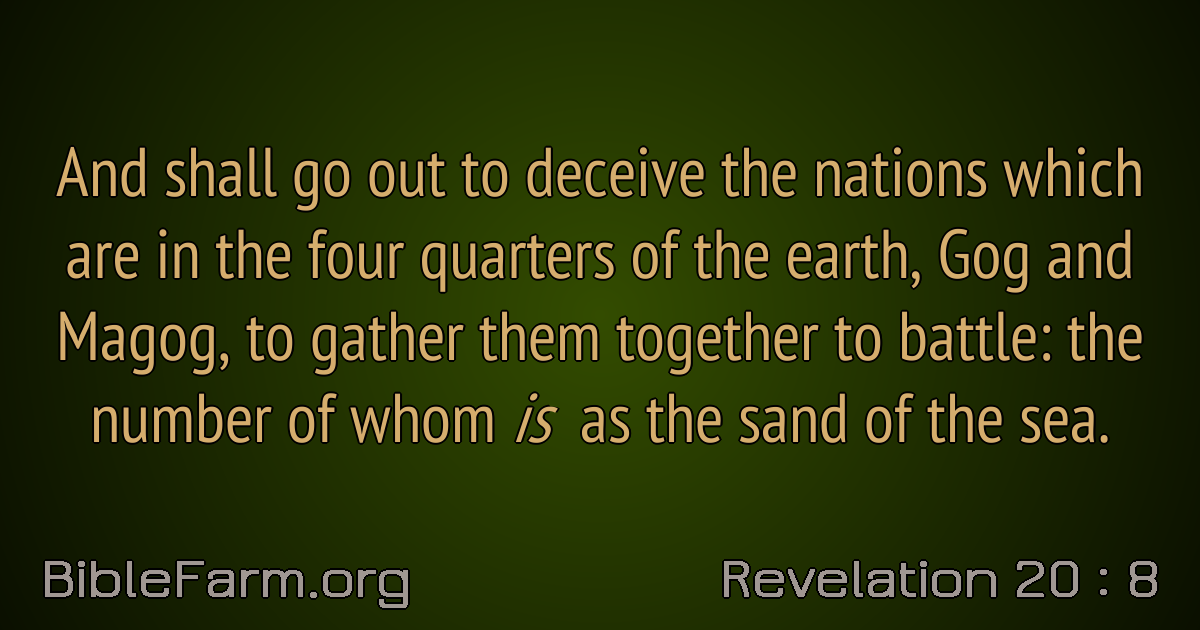 And shall go out to deceive the nations which
are in the four quarters of the earth, Gog and
Magog, to gather them together to battle: the
number of whom is as the sand of the sea.
BibleFarm.org
Revelation 20 : 8